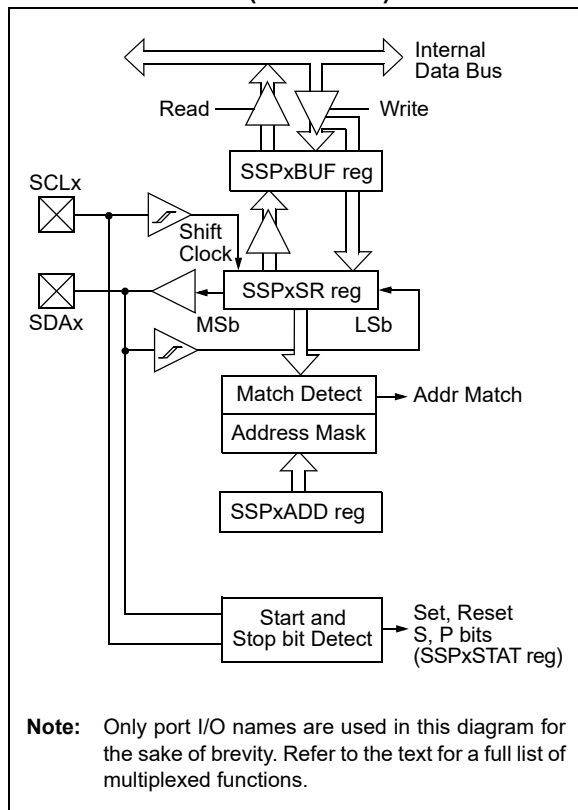 Internal
Data Bus
Read
Write
SSPxBUF reg
SCLx
Shift
Clock
SSPxSR reg
SDAx
MSb
LSb
Match Detect
Addr Match
Address Mask
SSPxADD reg
Start and
Stop bit Detect
Set, Reset
S, P bits
(SSPxSTAT reg)
Note: Only port I/O names are used in this diagram for
the sake of brevity. Refer to the text for a full list of
multiplexed functions.